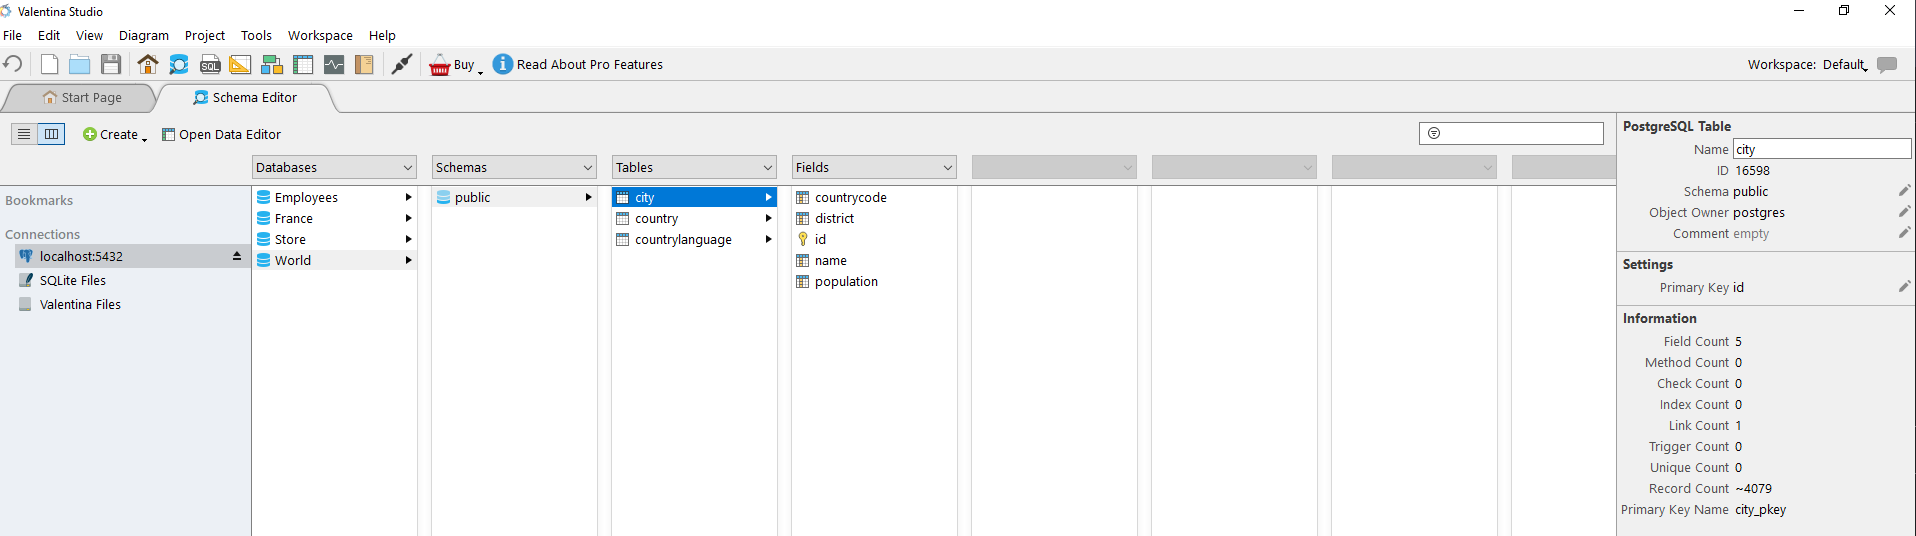 Valentina Studio
File Edit View Diagram Project Tools Workspace Help
SQL Buy Read About Pro Features Workspace: Default
Start Page Schema Editor
Create Open Data Editor
Databases Schemas Tables Fields
Bookmarks
Connections
localhost:5432
SQLite Files
Valentina Files
Employees
France
Store
World
public
city
country
countrylanguage
countrycode
district
id
name
population
PostgreSQL Table
Name city
ID 16598
Schema public
Object Owner postgres
Comment empty
Settings
Primary Key id
Information
Field Count 5
Method Count 0
Check Count 0
Index Count 0
Link Count 1
Trigger Count 0
Unique Count 0
Record Count ~4079
Primary Key Name city_pkey